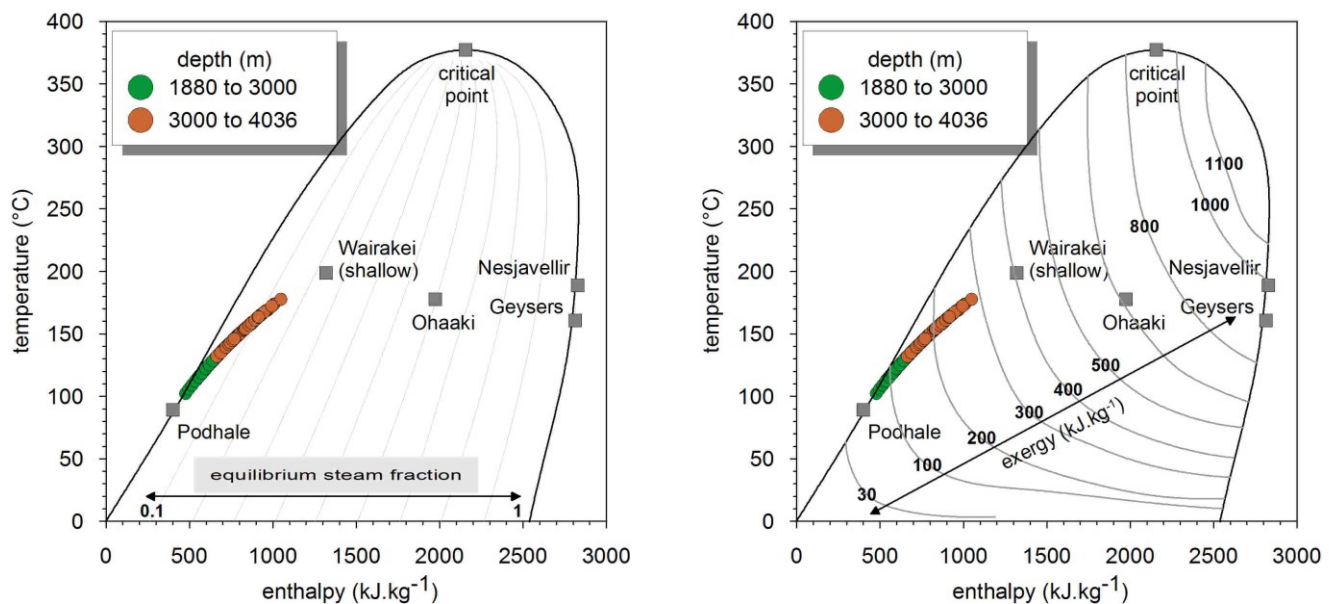 400
350
300
250
200
150
100
50
0
temperature (°C)
depth (m)
1880 to 3000
3000 to 4036
critical
point
Wairakei
(shallow)
Nesjavellir
Geysers
Ohaaki
Podhale
equilibrium steam fraction
0.1
1
0
500
1000
1500
2000
2500
3000
enthalpy (kJ.kg⁻¹)
400
350
300
250
200
150
100
50
0
temperature (°C)
depth (m)
1880 to 3000
3000 to 4036
critical
point
1100
1000
800
Wairakei
(shallow)
Nesjavellir
Geysers
Ohaaki
500
400
300
200
100
30
exergy (kJ.kg⁻¹)
Podhale
0
500
1000
1500
2000
2500
3000
enthalpy (kJ.kg⁻¹)